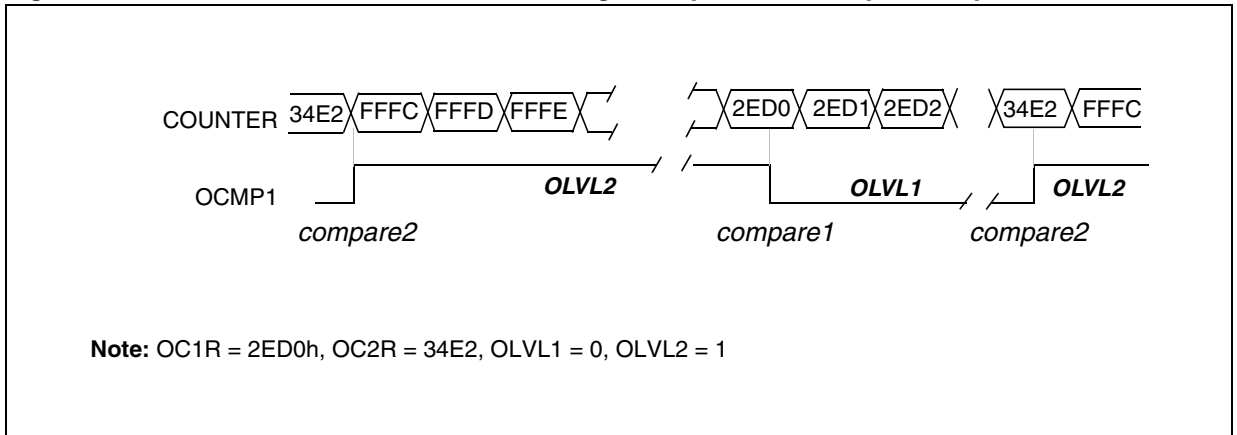 COUNTER 34E2 FFFC FFFD FFFE 2ED0 2ED1 2ED2 34E2 FFFC
OCMP1 OLVL2 OLVL1 OLVL2
compare2 compare1 compare2
Note: OC1R = 2ED0h, OC2R = 34E2, OLVL1 = 0, OLVL2 = 1